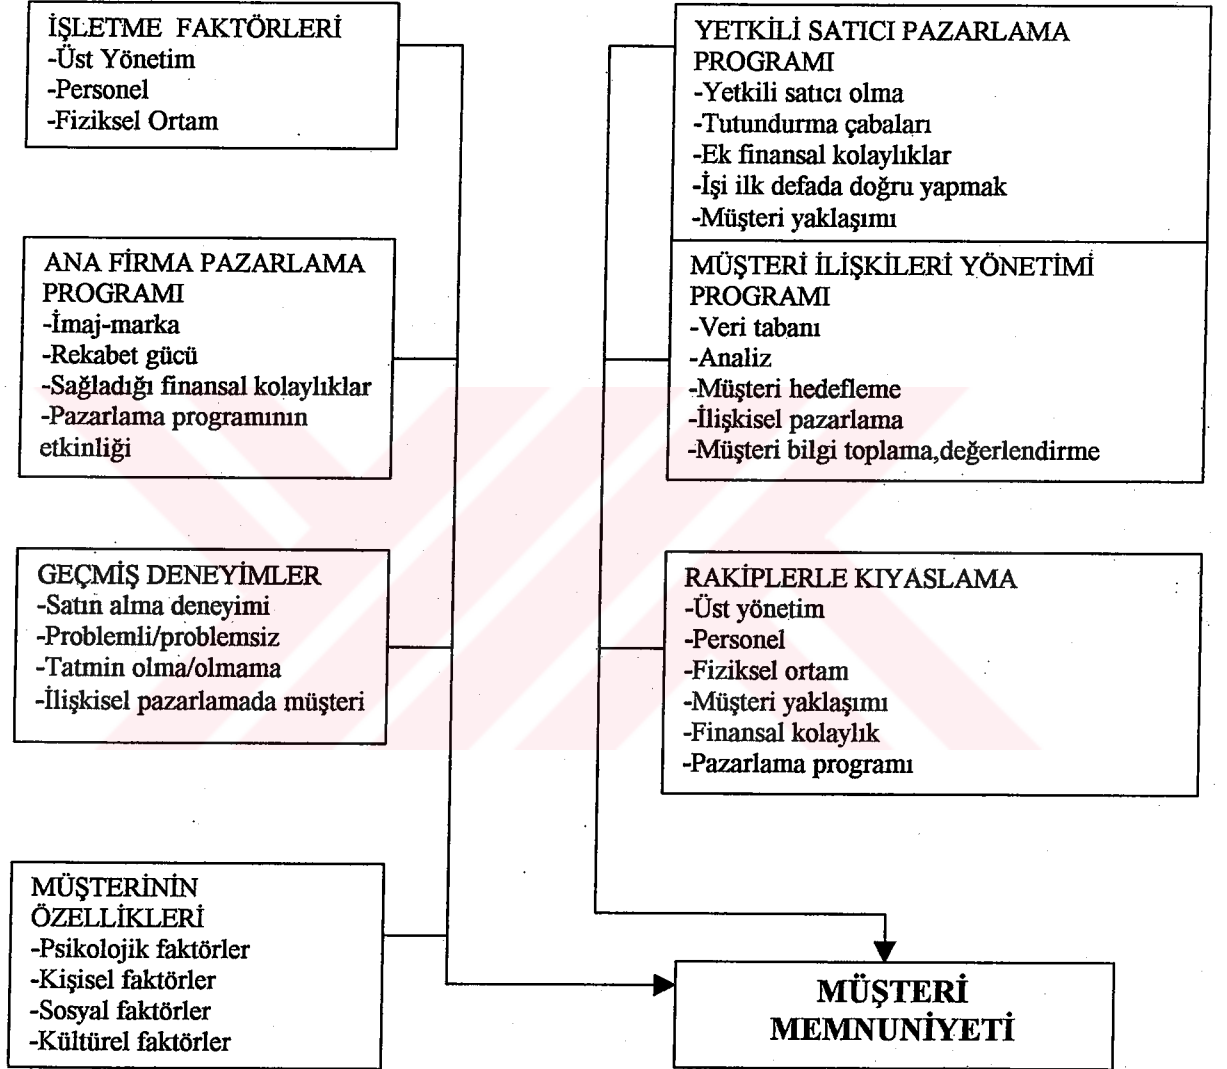 İŞLETME FAKTÖRLERİ
-Üst Yönetim
-Personel
-Fiziksel Ortam
ANA FİRMA PAZARLAMA
PROGRAMI
-İmaj-marka
-Rekabet gücü
-Sağladığı finansal kolaylıklar
-Pazarlama programının
etkinliği
GEÇMİŞ DENEYİMLER
-Satın alma deneyimi
-Problemli/problemsiz
-Tatmin olma/olmama
-İlişkisel pazarlamada müşteri
MÜŞTERİNİN
ÖZELLİKLERİ
-Psikolojik faktörler
-Kişisel faktörler
-Sosyal faktörler
-Kültürel faktörler
YETKİLİ SATICI PAZARLAMA
PROGRAMI
-Yetkili satıcı olma
-Tutundurma çabaları
-Ek finansal kolaylıklar
-İşi ilk defada doğru yapmak
-Müşteri yaklaşımı
MÜŞTERİ İLİŞKİLERİ YÖNETİMİ
PROGRAMI
-Veri tabanı
-Analiz
-Müşteri hedefleme
-İlişkisel pazarlama
-Müşteri bilgi toplama,değerlendirme
RAKİPLERLE KIYASLAMA
-Üst yönetim
-Personel
-Fiziksel ortam
-Müşteri yaklaşımı
-Finansal kolaylık
-Pazarlama programı
MÜŞTERİ
MEMNUNİYETİ